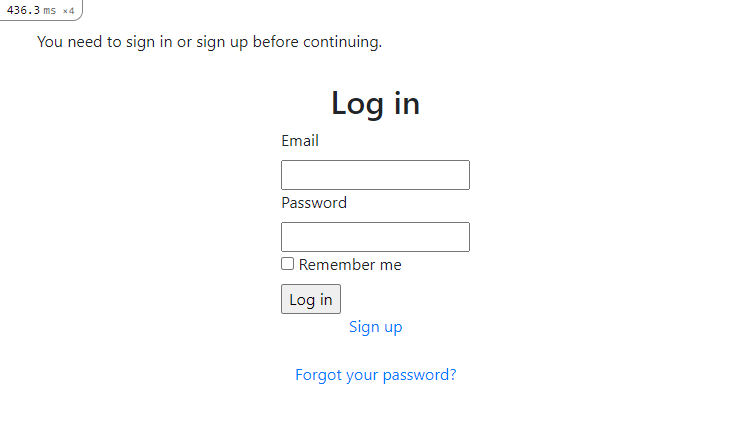 436.3 ms ×4
You need to sign in or sign up before continuing.
Log in
Email
Password
Remember me
Log in
Sign up
Forgot your password?